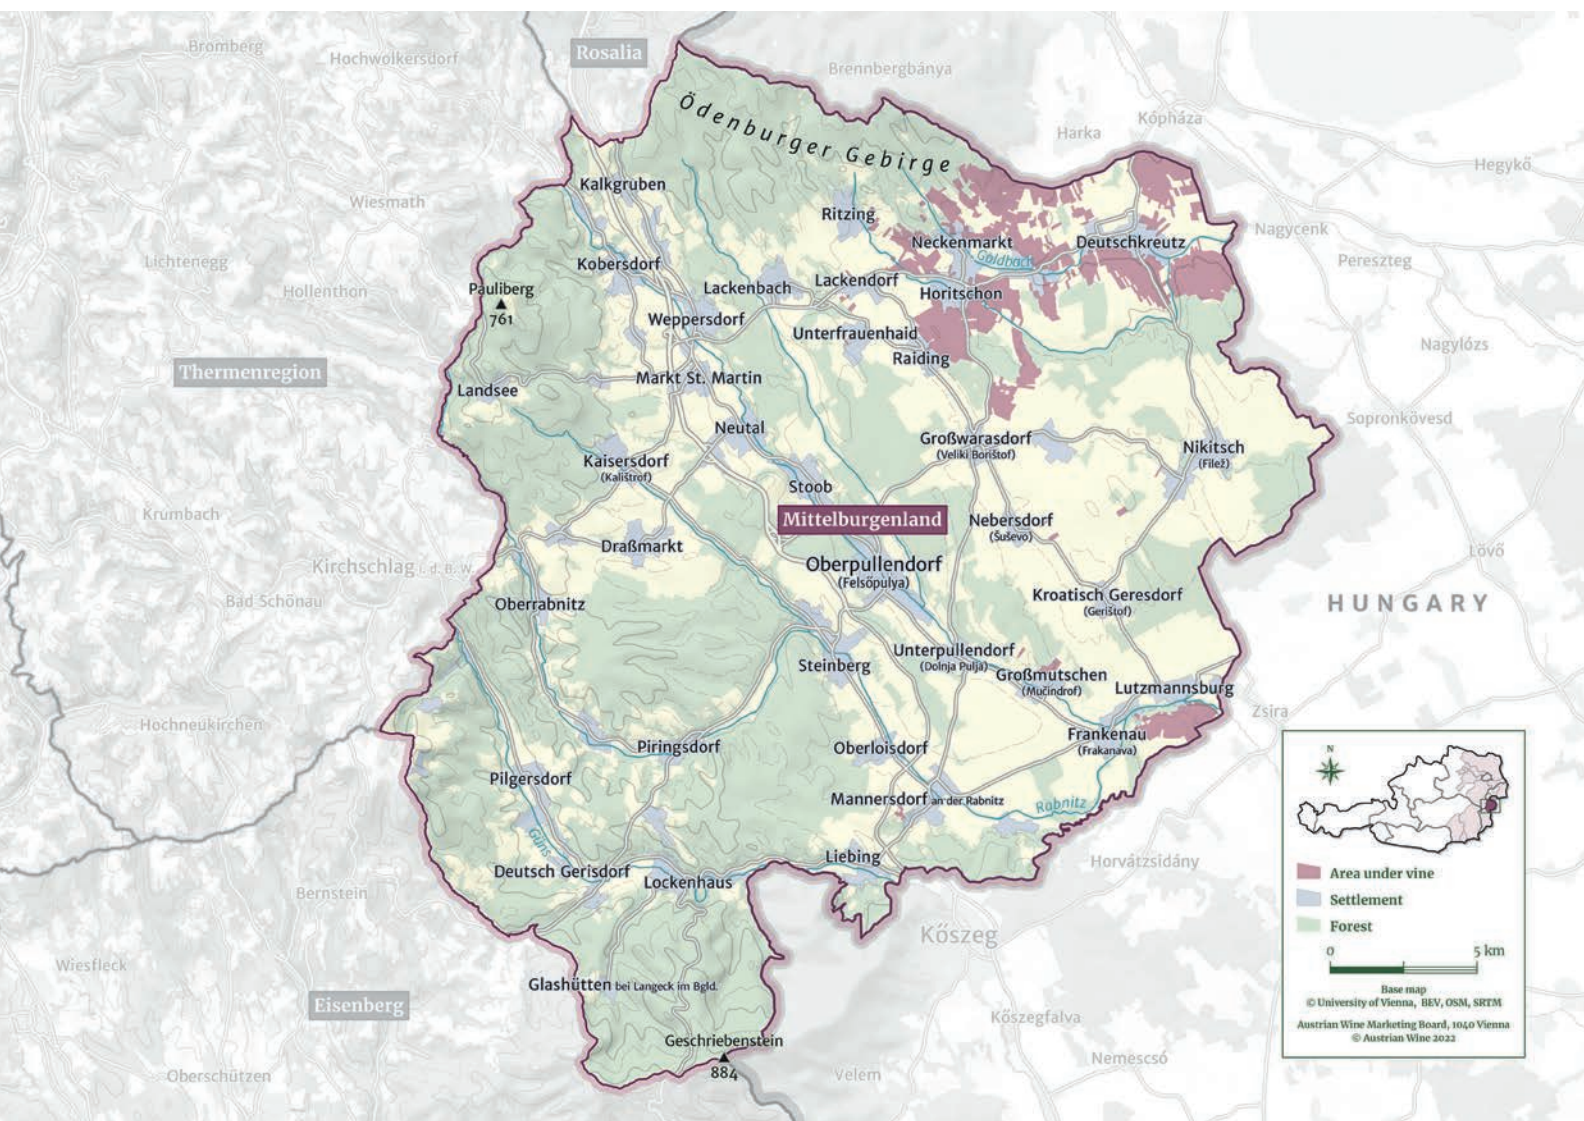 Rosalia
Bromberg
Hochwolkersdorf
Brennbergbánya
Ödenburger Gebirge
Kópháza
Harka
Hegykő
Kalkgruben
Wiesmath
Ritzing
Nagycenk
Neckenmarkt
Deutschkreutz
Goldbach
Lichtenegg
Kobersdorf
Pereszteg
Hollenthon
Pauliberg
761
Lackenbach
Lackendorf
Horitschon
Weppersdorf
Unterfrauenhaid
Nagylózs
Raiding
Thermenregion
Landsee
Markt St. Martin
Sopronkövesd
Neutal
Großwarasdorf
(Veliki Borištof)
Nikitsch
(Filež)
Kaisersdorf
(Kalištrof)
Stoob
Krumbach
Mittelburgenland
Nebersdorf
(Šuševo)
Draßmarkt
Lövő
Kirchschlag i. d. B. W.
Oberpullendorf
(Felsőpulya)
Bad Schönau
Oberrabnitz
Kroatisch Geresdorf
(Gerištof)
HUNGARY
Steinberg
Unterpullendorf
(Dolnja Pulja)
Großmutschen
(Mučindrof)
Lutzmannsburg
Zsira
Hochneukirchen
Piringsdorf
Oberloisdorf
Frankenau
(Frakanava)
Pilgersdorf
Mannersdorf an der Rabnitz
Rabnitz
Güns
Deutsch Gerisdorf
Lockenhaus
Liebing
Horvátzsidány
Bernstein
Kőszeg
Wiesfleck
Glashütten bei Langeck im Bgld.
Eisenberg
Kőszegfalva
Geschriebenstein
884
Velem
Nemescsó
Oberschützen
N
Area under vine
Settlement
Forest
0 5 km
Base map
© University of Vienna, BEV, OSM, SRTM
Austrian Wine Marketing Board, 1040 Vienna
© Austrian Wine 2022